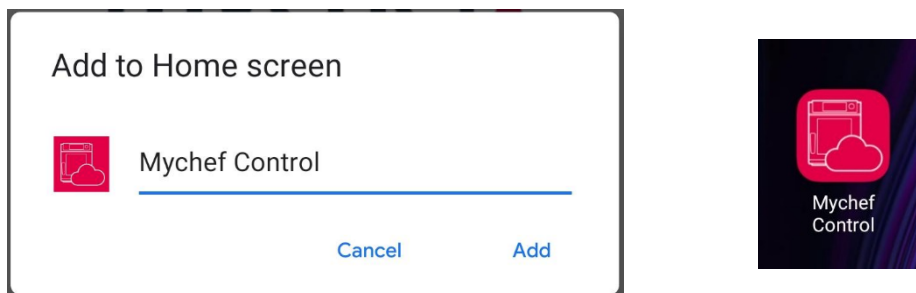 Add to Home screen
Mychef Control
Cancel Add
Mychef
Control